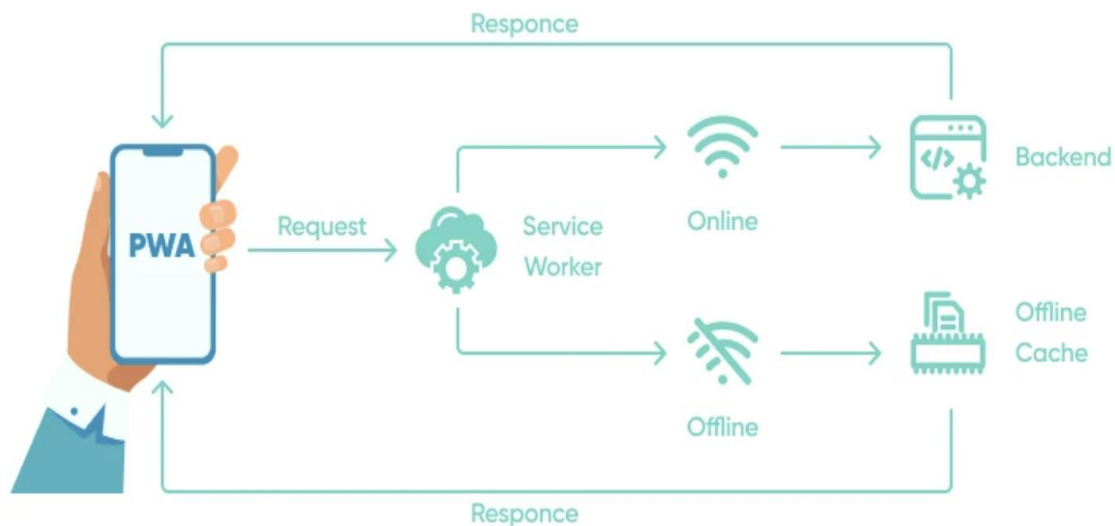 Responce
Backend
PWA
Request
Service
Worker
Online
Offline
Cache
Offline
Responce